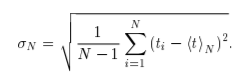 σ_N = √( 1/(N − 1) ∑_{i=1}^{N} (t_i − ⟨t⟩_N)^2 ).